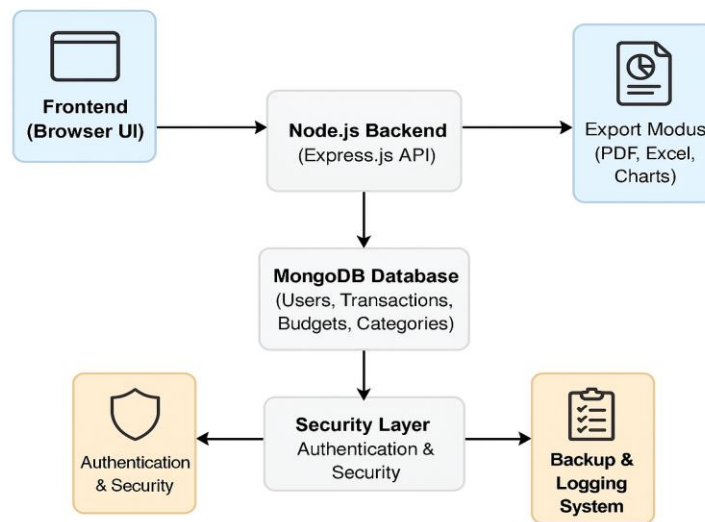 Frontend
(Browser UI)
Node.js Backend
(Express.js API)
Export Modus
(PDF, Excel,
Charts)
MongoDB Database
(Users, Transactions,
Budgets, Categories)
Authentication
& Security
Security Layer
Authentication &
Security
Backup &
Logging
System